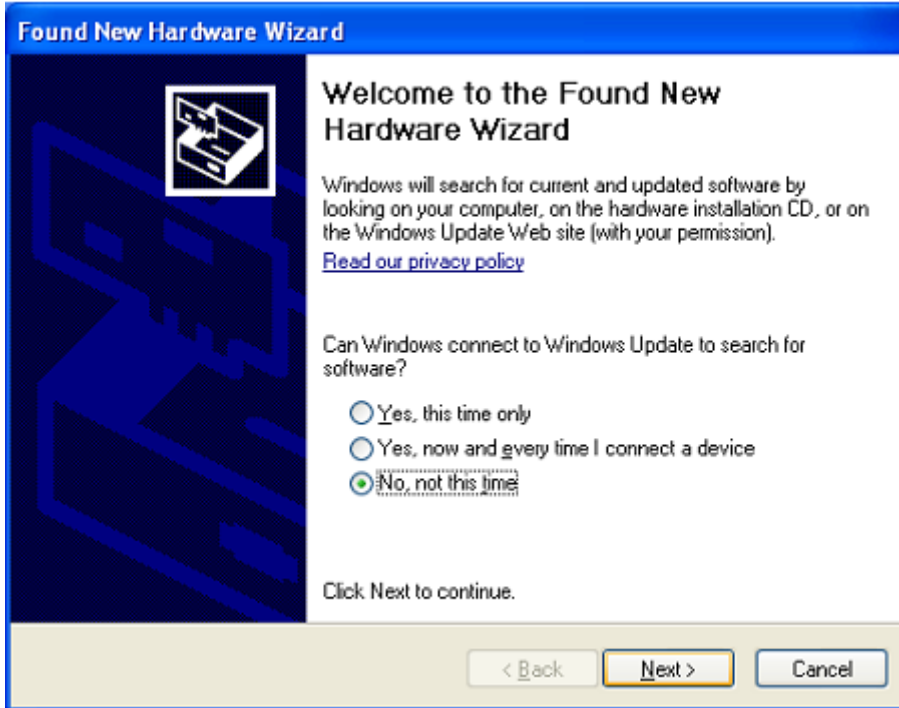 Found New Hardware Wizard
Welcome to the Found New
Hardware Wizard
Windows will search for current and updated software by
looking on your computer, on the hardware installation CD, or on
the Windows Update Web site (with your permission).
Read our privacy policy
Can Windows connect to Windows Update to search for
software?
Yes, this time only
Yes, now and every time I connect a device
No, not this time
Click Next to continue.
< Back
Next >
Cancel